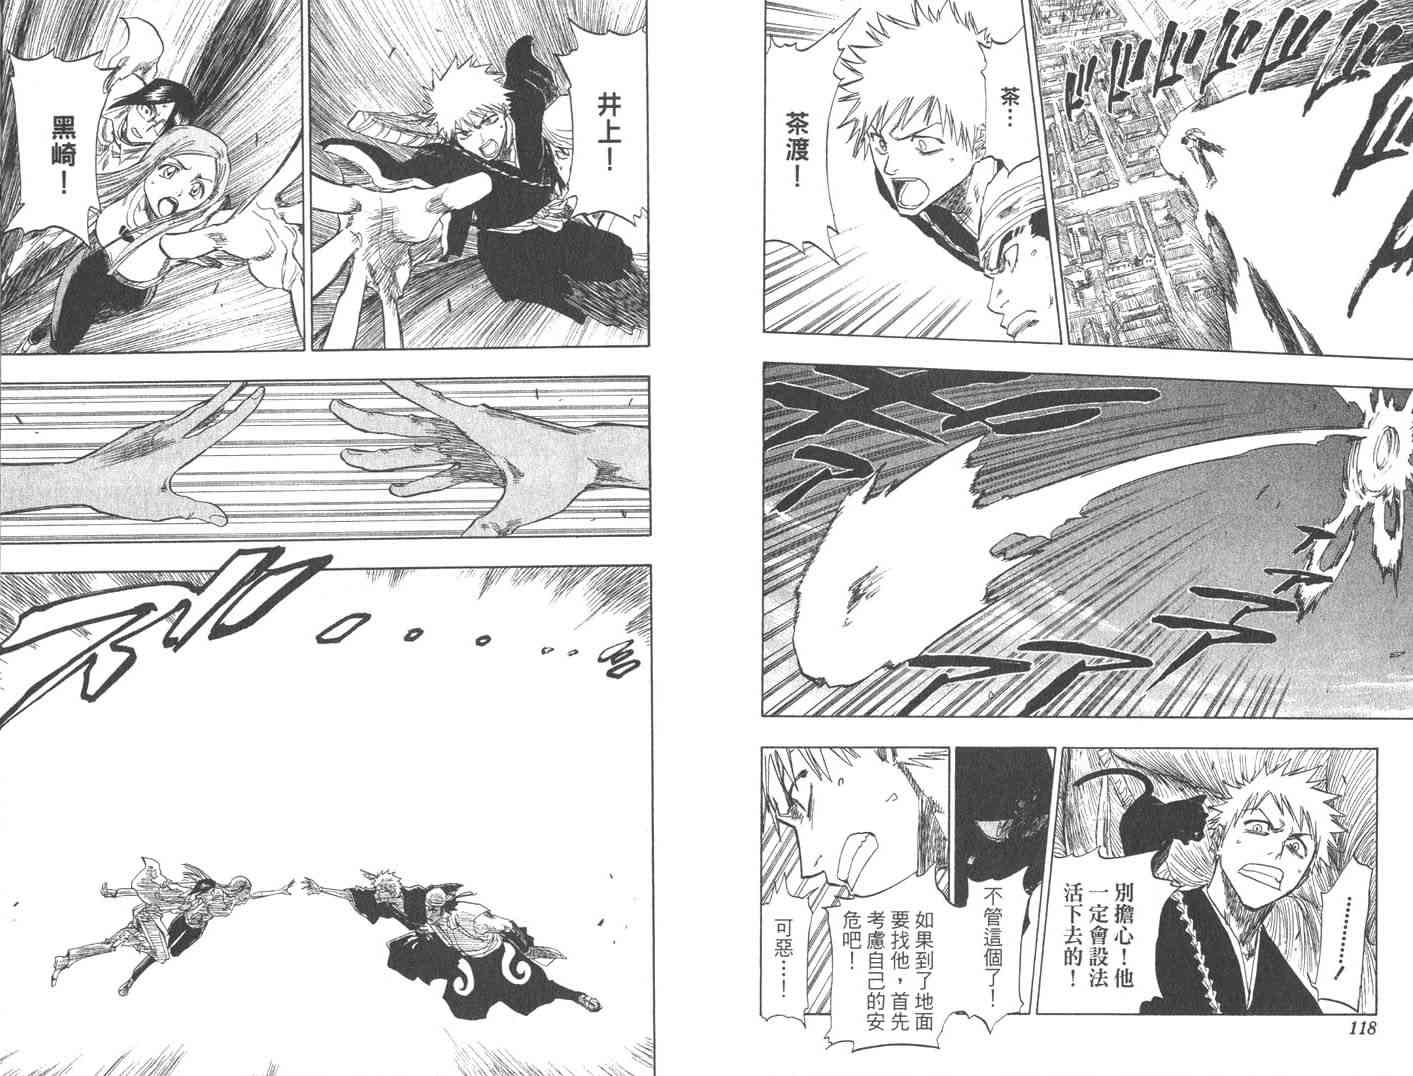 茶…
茶渡！
………
別擔心！他
一定會設法
活下去的！
不管這個了！
如果到了地面
要找他，首先
考慮自己的安
危吧！
可惡…！
118
井上！
黑崎！